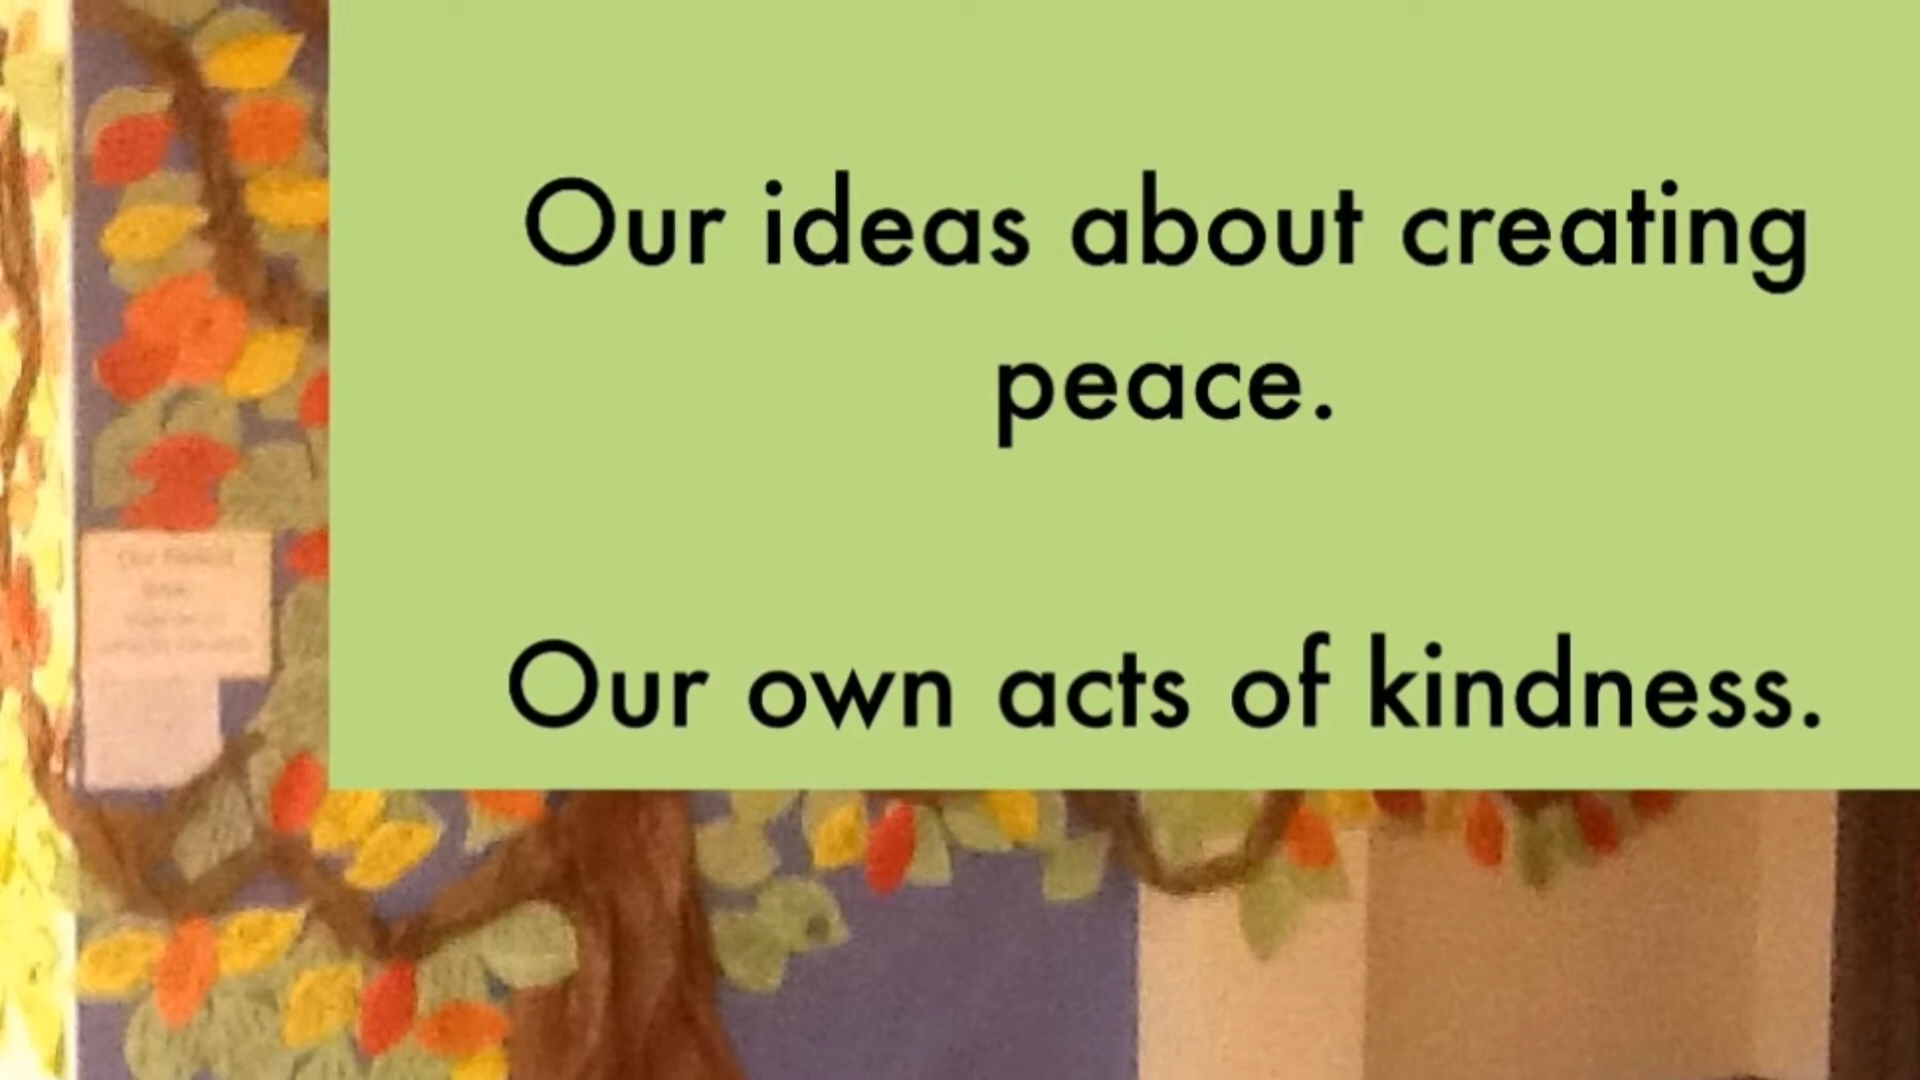 Our ideas about creating
peace.
Our own acts of kindness.